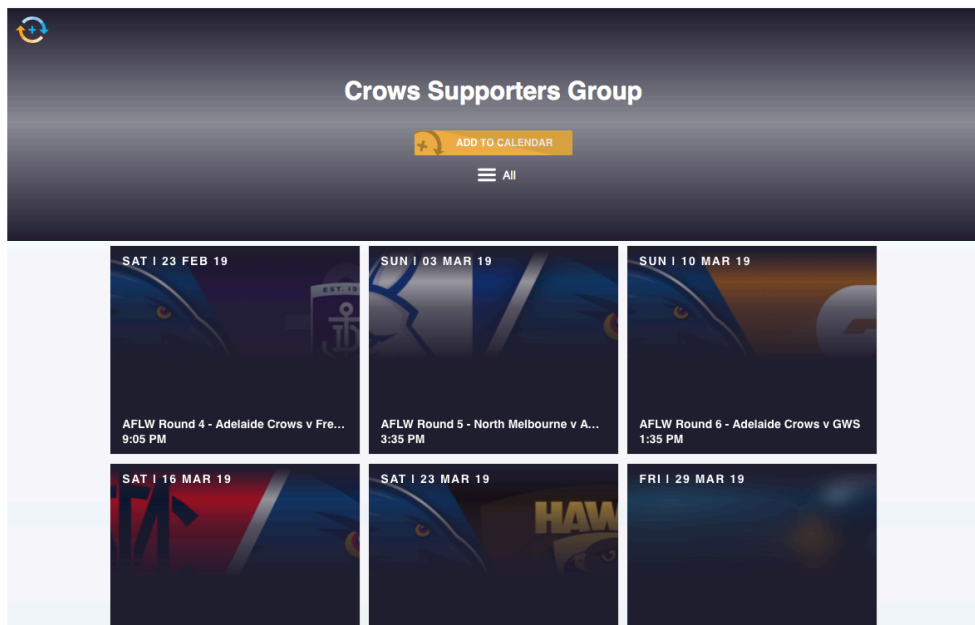 Crows Supporters Group
ADD TO CALENDAR
All
SAT | 23 FEB 19
EST. 19
AFLW Round 4 - Adelaide Crows v Fre...
9:05 PM
SUN | 03 MAR 19
AFLW Round 5 - North Melbourne v A...
3:35 PM
SUN | 10 MAR 19
AFLW Round 6 - Adelaide Crows v GWS
1:35 PM
SAT | 16 MAR 19
SAT | 23 MAR 19
HAW
FRI | 29 MAR 19